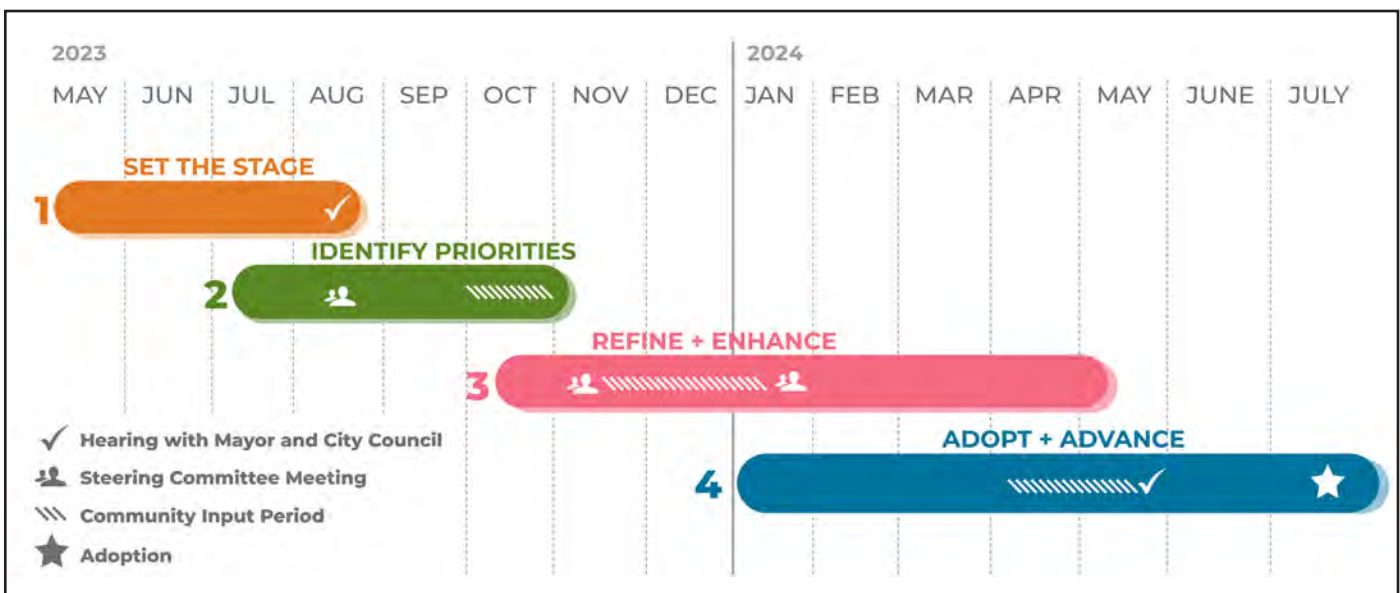 2023 2024
MAY JUN JUL AUG SEP OCT NOV DEC JAN FEB MAR APR MAY JUNE JULY
SET THE STAGE
1
IDENTIFY PRIORITIES
2
REFINE + ENHANCE
3
ADOPT + ADVANCE
4
Hearing with Mayor and City Council
Steering Committee Meeting
Community Input Period
Adoption